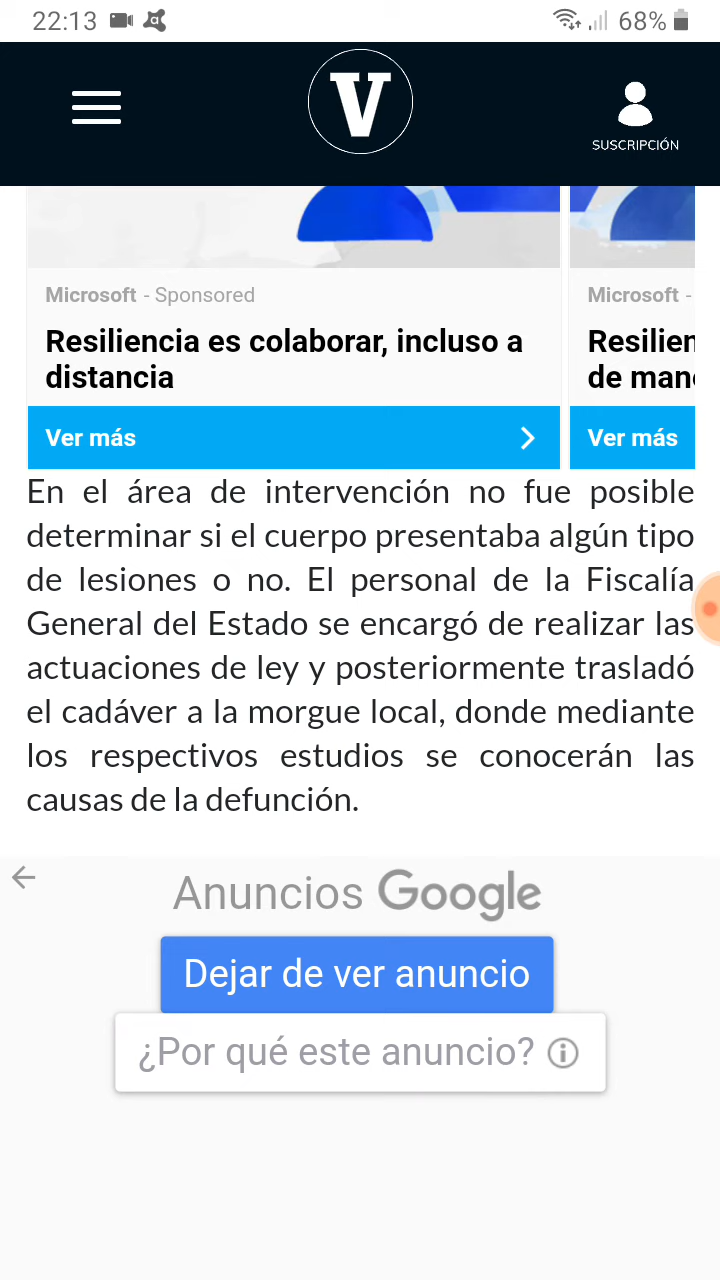 22:13
68%
V
SUSCRIPCIÓN
Microsoft - Sponsored
Resiliencia es colaborar, incluso a
distancia
Ver más
Microsoft -
de man
Ver más
En el área de intervención no fue posible
determinar si el cuerpo presentaba algún tipo
de lesiones o no. El personal de la Fiscalía
General del Estado se encargó de realizar las
actuaciones de ley y posteriormente trasladó
el cadáver a la morgue local, donde mediante
los respectivos estudios se conocerán las
causas de la defunción.
Anuncios Google
Dejar de ver anuncio
¿Por qué este anuncio?